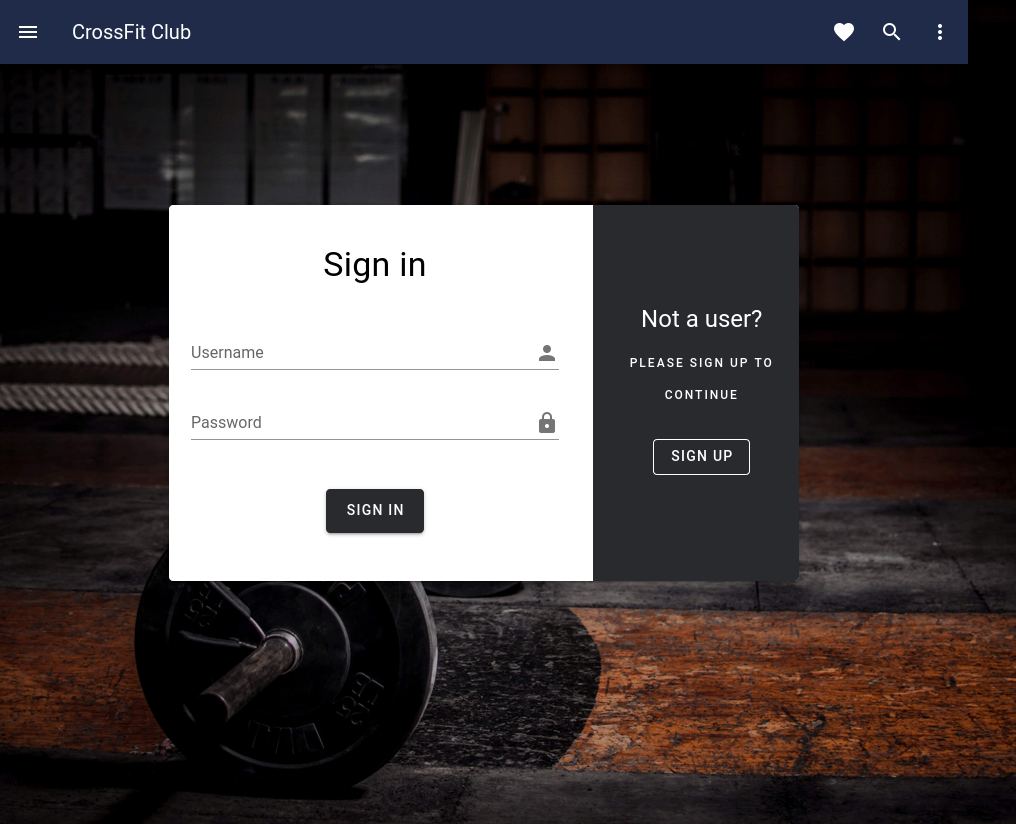 CrossFit Club
Sign in
Username
Password
SIGN IN
Not a user?
PLEASE SIGN UP TO
CONTINUE
SIGN UP